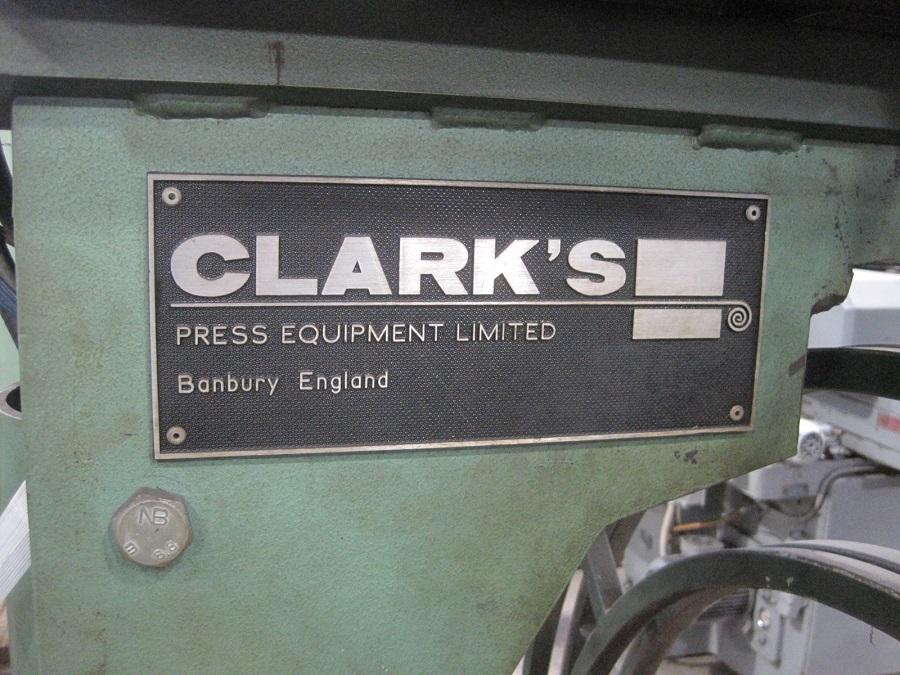 CLARK'S
PRESS EQUIPMENT LIMITED
Banbury England
NB
m 8.8